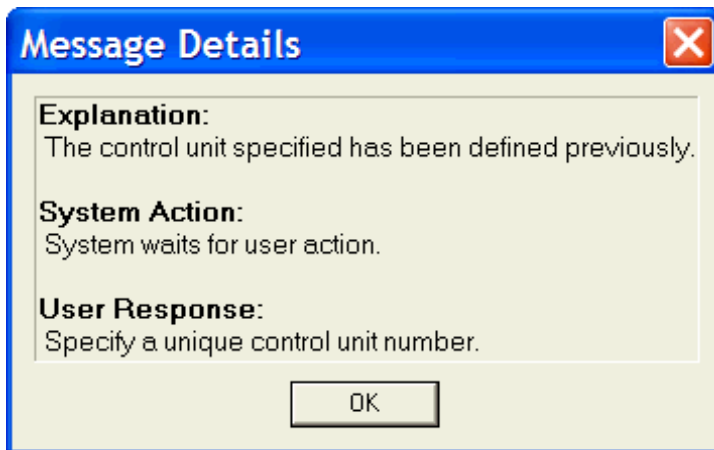 Message Details
Explanation:
The control unit specified has been defined previously.
System Action:
System waits for user action.
User Response:
Specify a unique control unit number.
OK